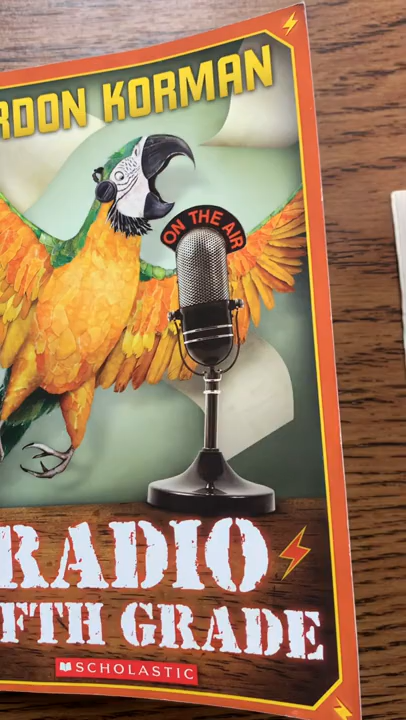 RDON KORMAN
ON THE AIR
RADIO
FTH GRADE
SCHOLASTIC